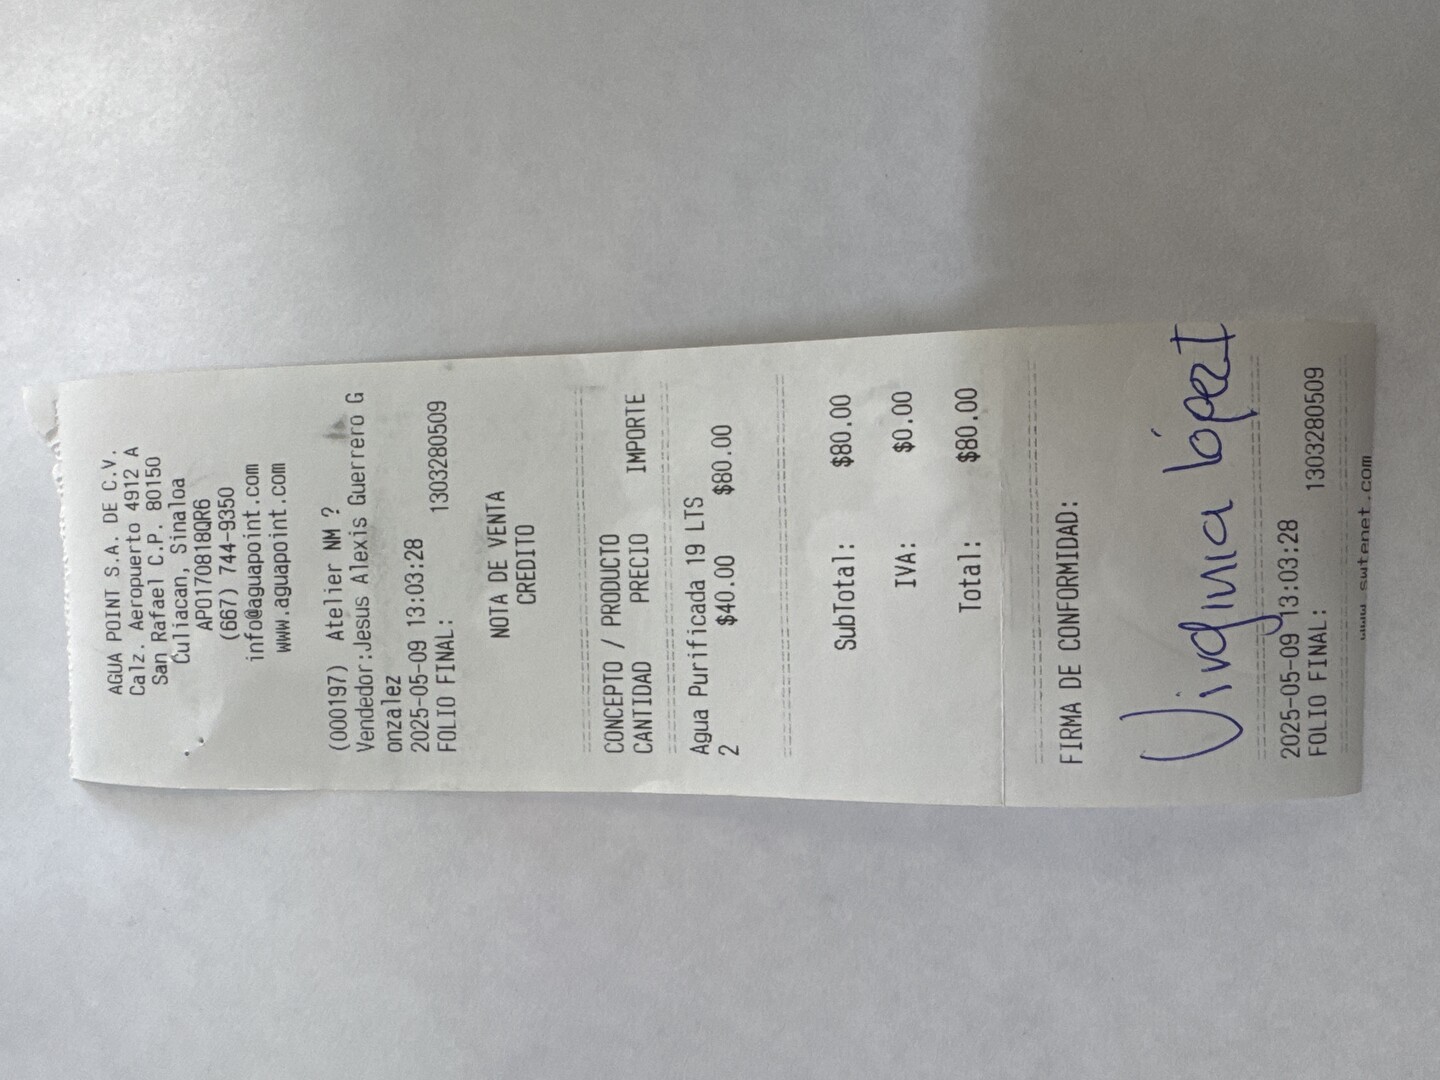 AGUA POINT S.A. DE C.V.
Calz. Aeropuerto 4912 A
San Rafael C.P. 80150
Culiacan, Sinaloa
APO170818QR6
(667) 744-9350
info@aguapoint.com
www.aguapoint.com
(000197) Atelier NM ?
Vendedor:Jesus Alexis Guerrero G
onzalez
2025-05-09 13:03:28
FOLIO FINAL: 1303280509
NOTA DE VENTA
CREDITO
CONCEPTO / PRODUCTO
CANTIDAD PRECIO IMPORTE
Agua Purificada 19 LTS
2 $40.00 $80.00
SubTotal: $80.00
IVA: $0.00
Total: $80.00
FIRMA DE CONFORMIDAD:
Virginia lópez I
2025-05-09 13:03:28
FOLIO FINAL: 1303280509
www.swtenet.com